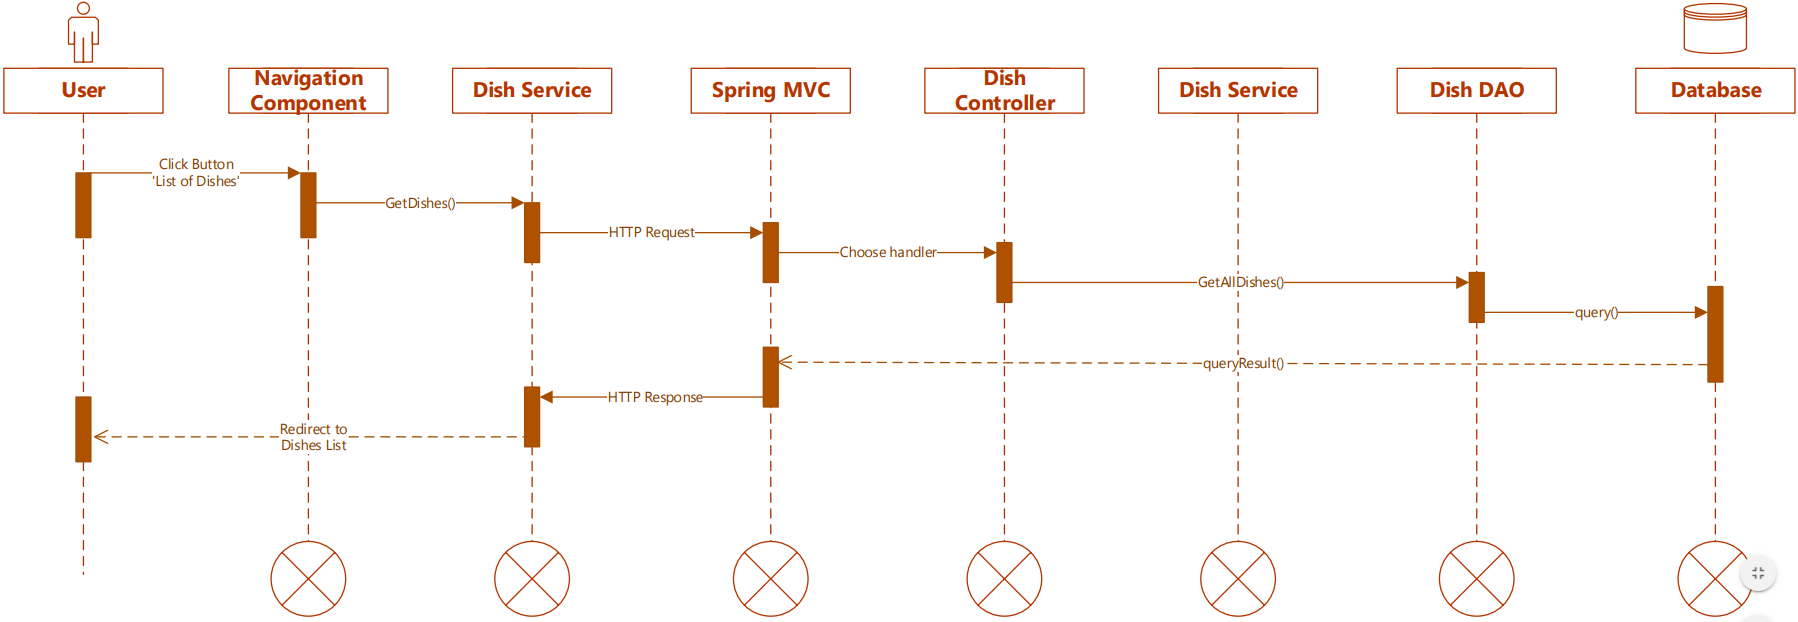 User
Navigation
Component
Dish Service
Spring MVC
Dish
Controller
Dish Service
Dish DAO
Database
Click Button
'List of Dishes'
GetDishes()
HTTP Request
Choose handler
GetAllDishes()
query()
queryResult()
HTTP Response
Redirect to
Dishes List